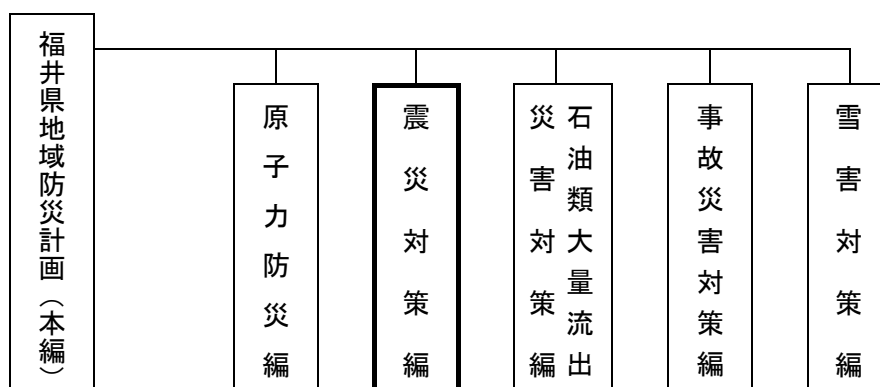 福井県地域防災計画（本編）
原子力防災編
震災対策編
石油類大量流出
災害対策編
事故災害対策編
雪害対策編